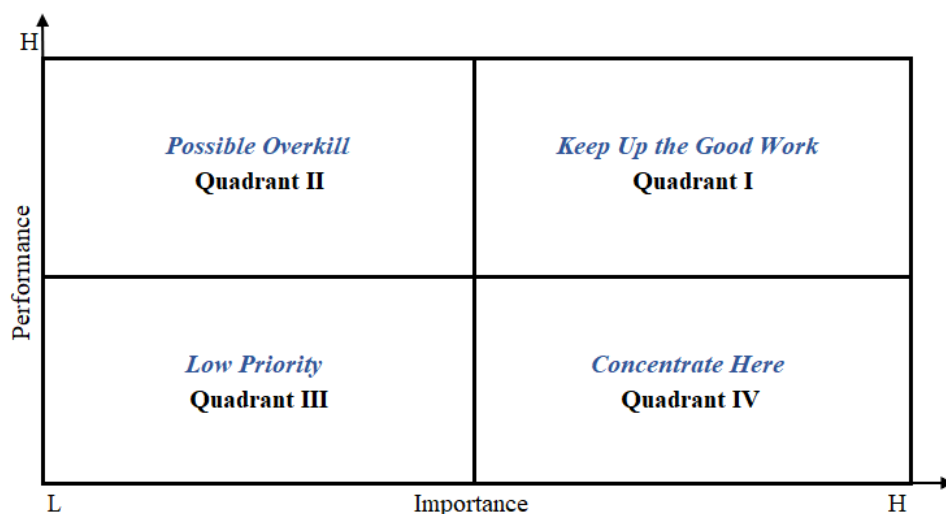 H
Possible Overkill
Quadrant II
Keep Up the Good Work
Quadrant I
Performance
Low Priority
Quadrant III
Concentrate Here
Quadrant IV
L
Importance
H